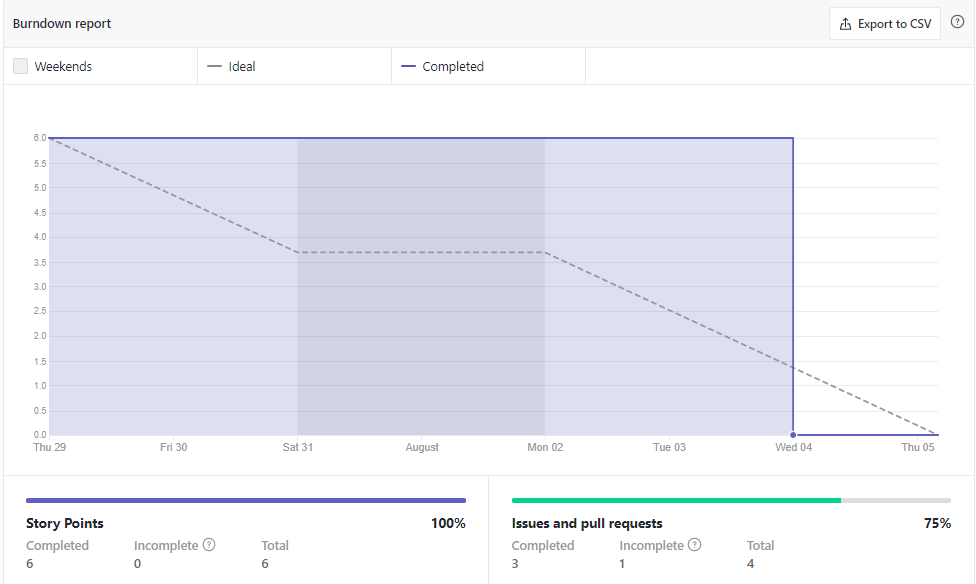 Burndown report
Export to CSV
Weekends
Ideal
Completed
6.0
5.5
5.0
4.5
4.0
3.5
3.0
2.5
2.0
1.5
1.0
0.5
0.0
Thu 29 Fri 30 Sat 31 August Mon 02 Tue 03 Wed 04 Thu 05
Story Points 100%
Completed Incomplete ? Total
6 0 6
Issues and pull requests 75%
Completed Incomplete ? Total
3 1 4